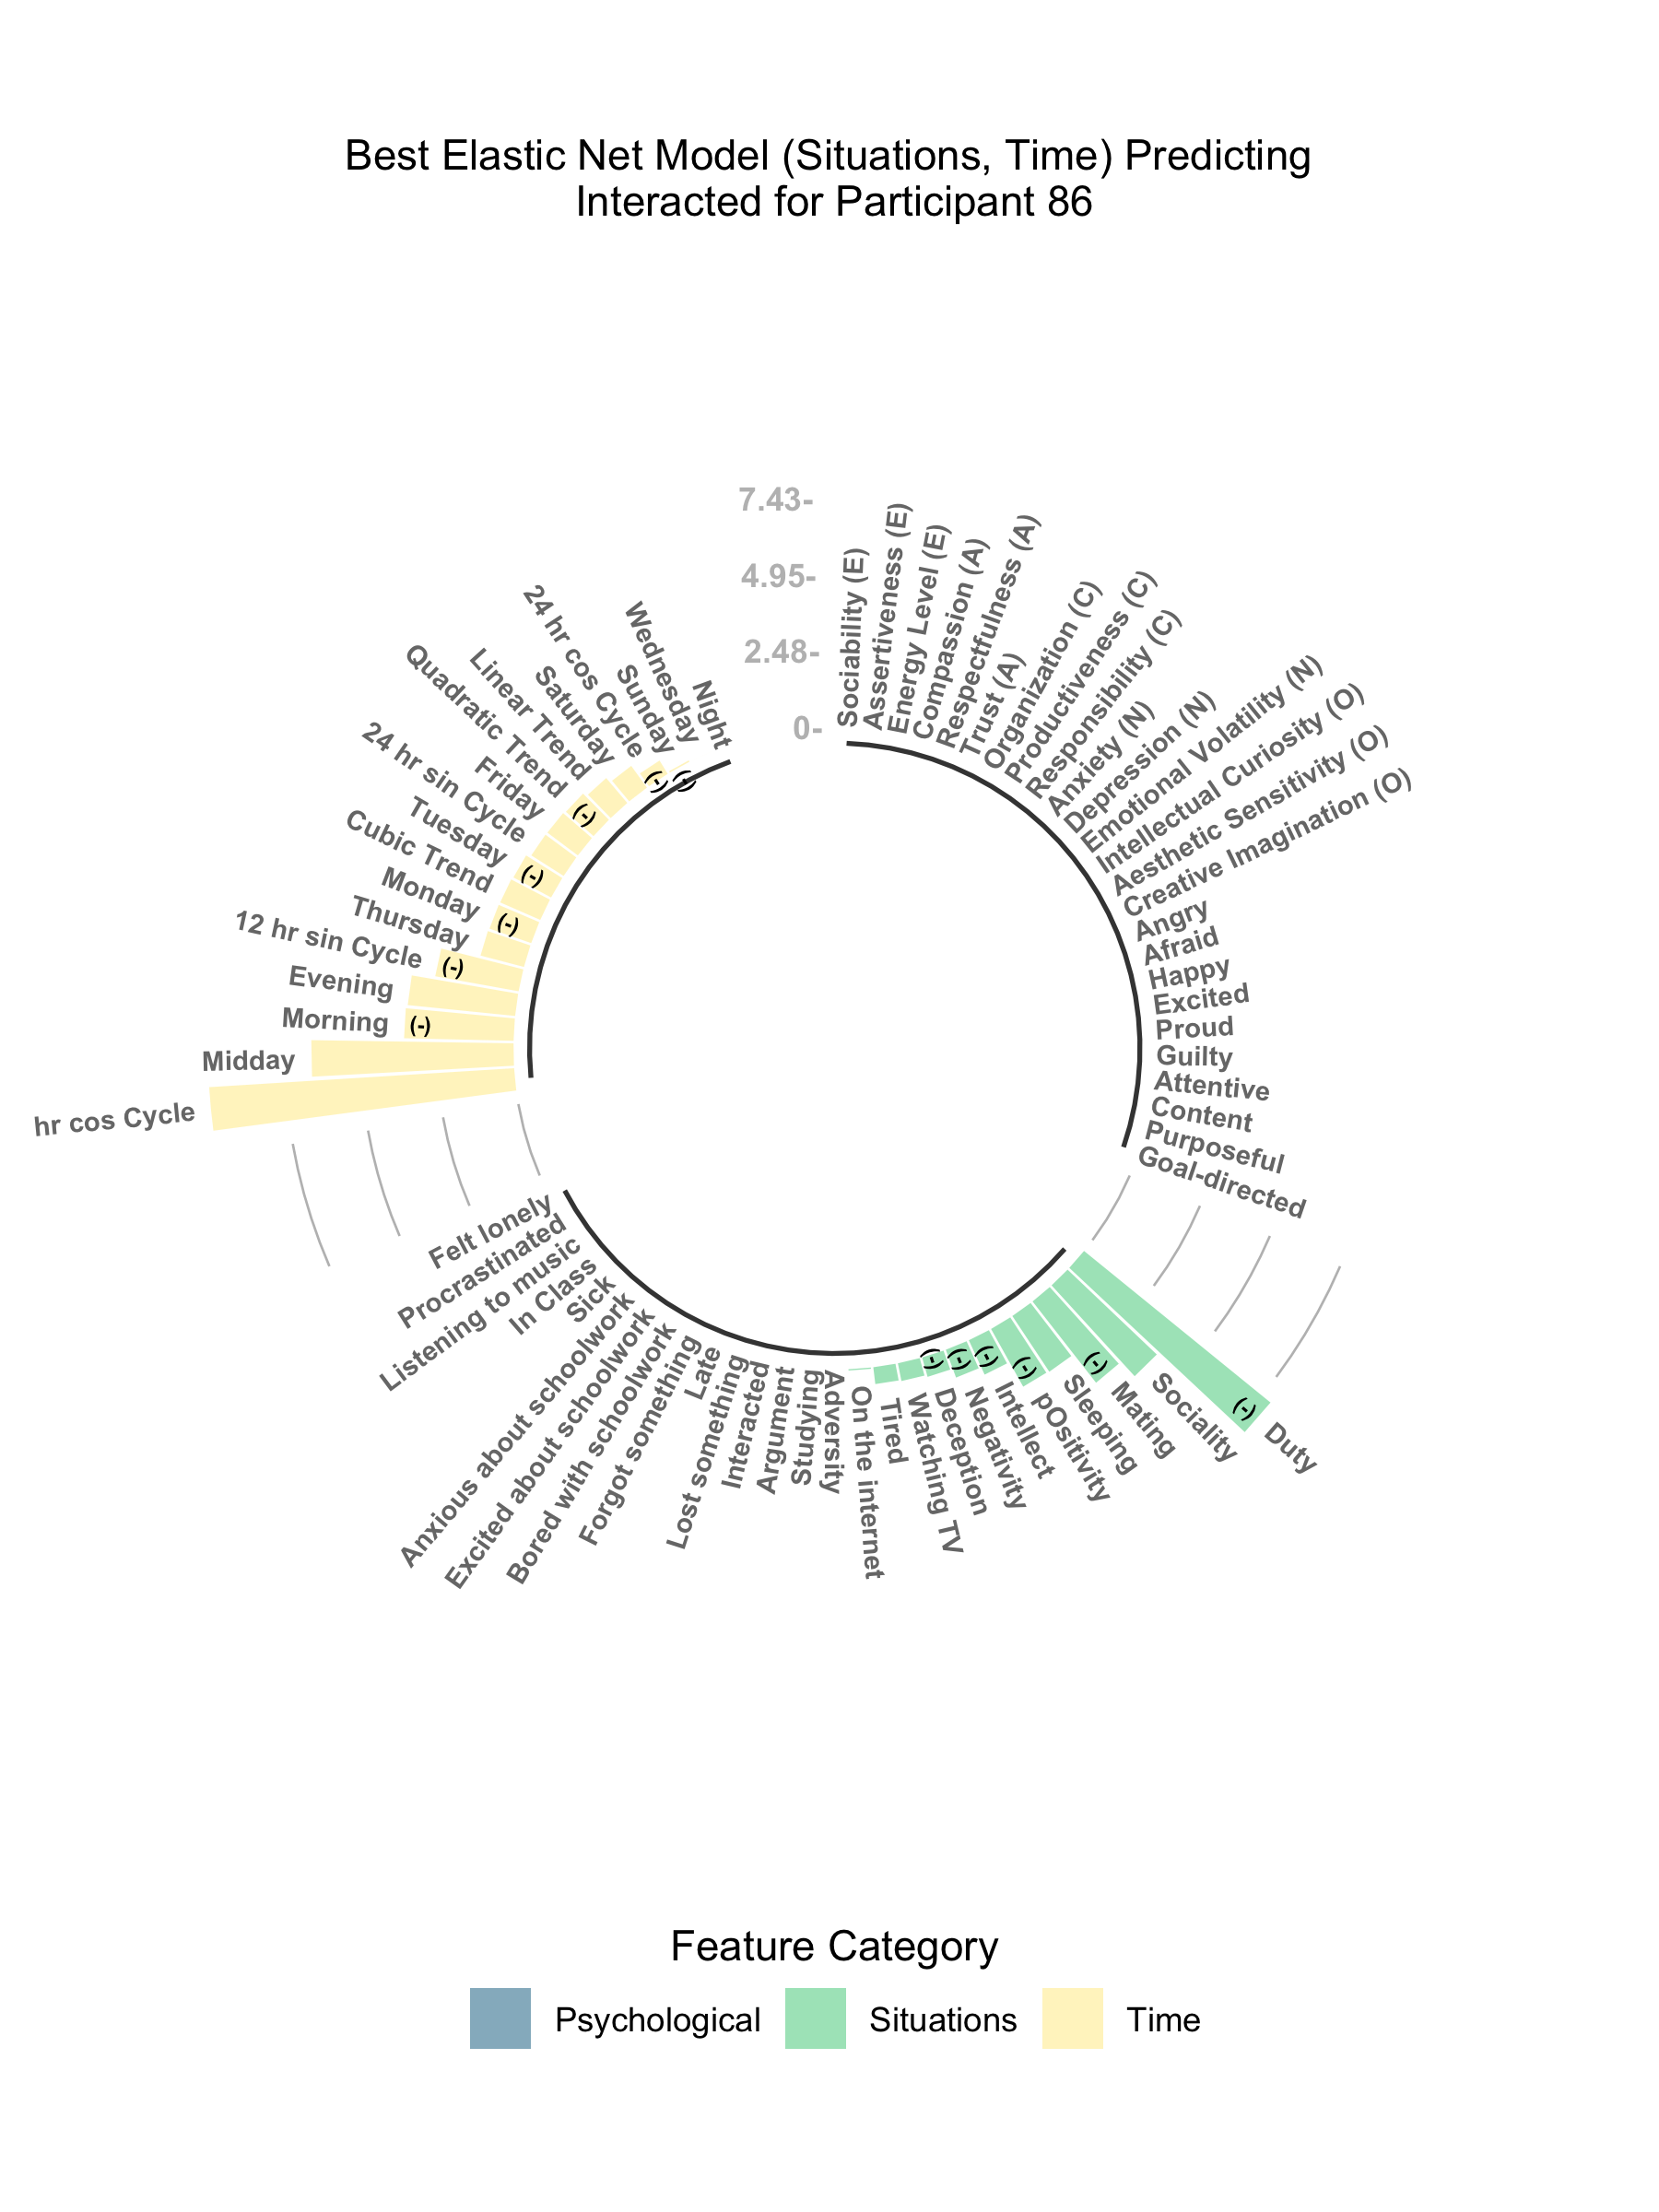 Best Elastic Net Model (Situations, Time) Predicting
Interacted for Participant 86
7.43-
4.95-
2.48-
0-
Sociability (E)
Assertiveness (E)
Energy Level (E)
Compassion (A)
Respectfulness (A)
Trust (A)
Organization (C)
Productiveness (C)
Responsibility (C)
Anxiety (N)
Depression (N)
Emotional Volatility (N)
Intellectual Curiosity (O)
Aesthetic Sensitivity (O)
Creative Imagination (O)
Angry
Afraid
Happy
Excited
Proud
Guilty
Attentive
Content
Purposeful
Goal-directed
Duty
(-)
Sociality
Mating
(-)
Sleeping
pOsitivity
(-)
Intellect
(-)
Negativity
(-)
Deception
(-)
Watching TV
Tired
On the internet
Adversity
Studying
Argument
Interacted
Lost something
Late
Forgot something
Bored with schoolwork
Excited about schoolwork
Anxious about schoolwork
Sick
In Class
Listening to music
Procrastinated
Felt lonely
hr cos Cycle
Midday
Morning
(-)
Evening
12 hr sin Cycle
(-)
Thursday
Monday
(-)
Cubic Trend
Tuesday
(-)
24 hr sin Cycle
Friday
Quadratic Trend
(-)
Linear Trend
Saturday
24 hr cos Cycle
(-)
Sunday
(-)
Wednesday
Night
Feature Category
Psychological
Situations
Time